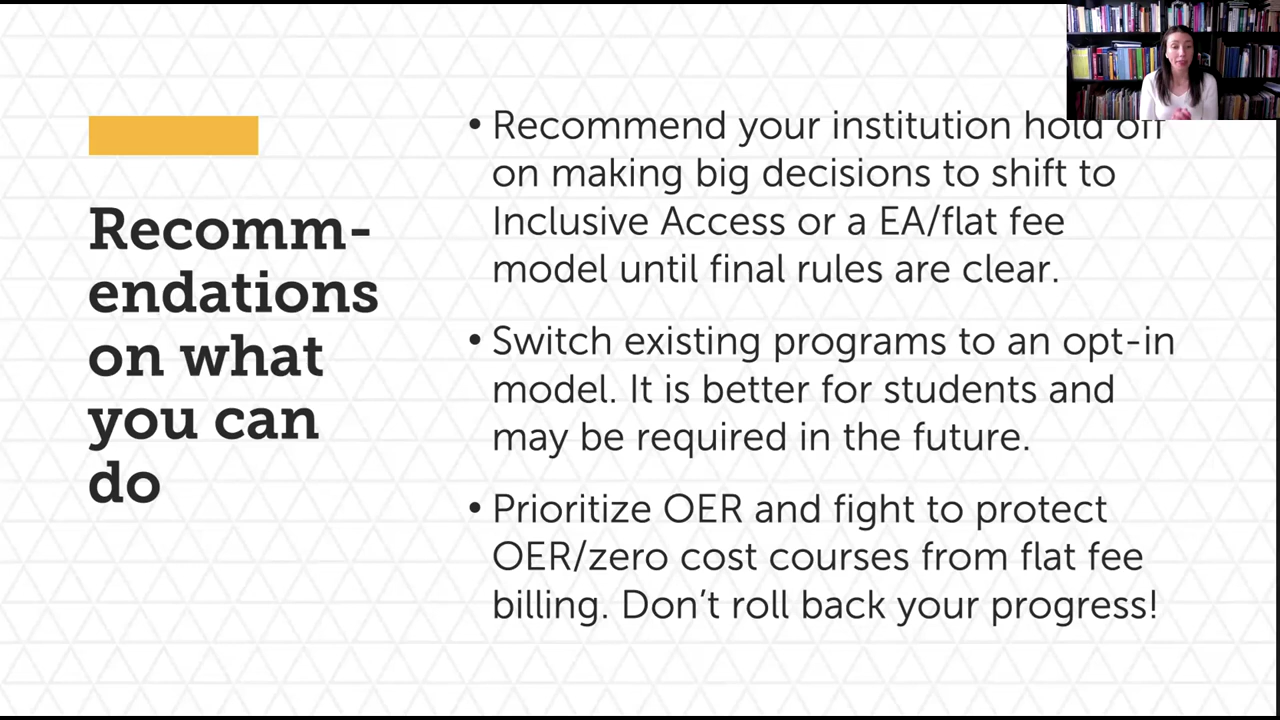 Recomm-
endations
on what
you can
do
• Recommend your institution hold off
on making big decisions to shift to
Inclusive Access or a EA/flat fee
model until final rules are clear.
• Switch existing programs to an opt-in
model. It is better for students and
may be required in the future.
• Prioritize OER and fight to protect
OER/zero cost courses from flat fee
billing. Don’t roll back your progress!